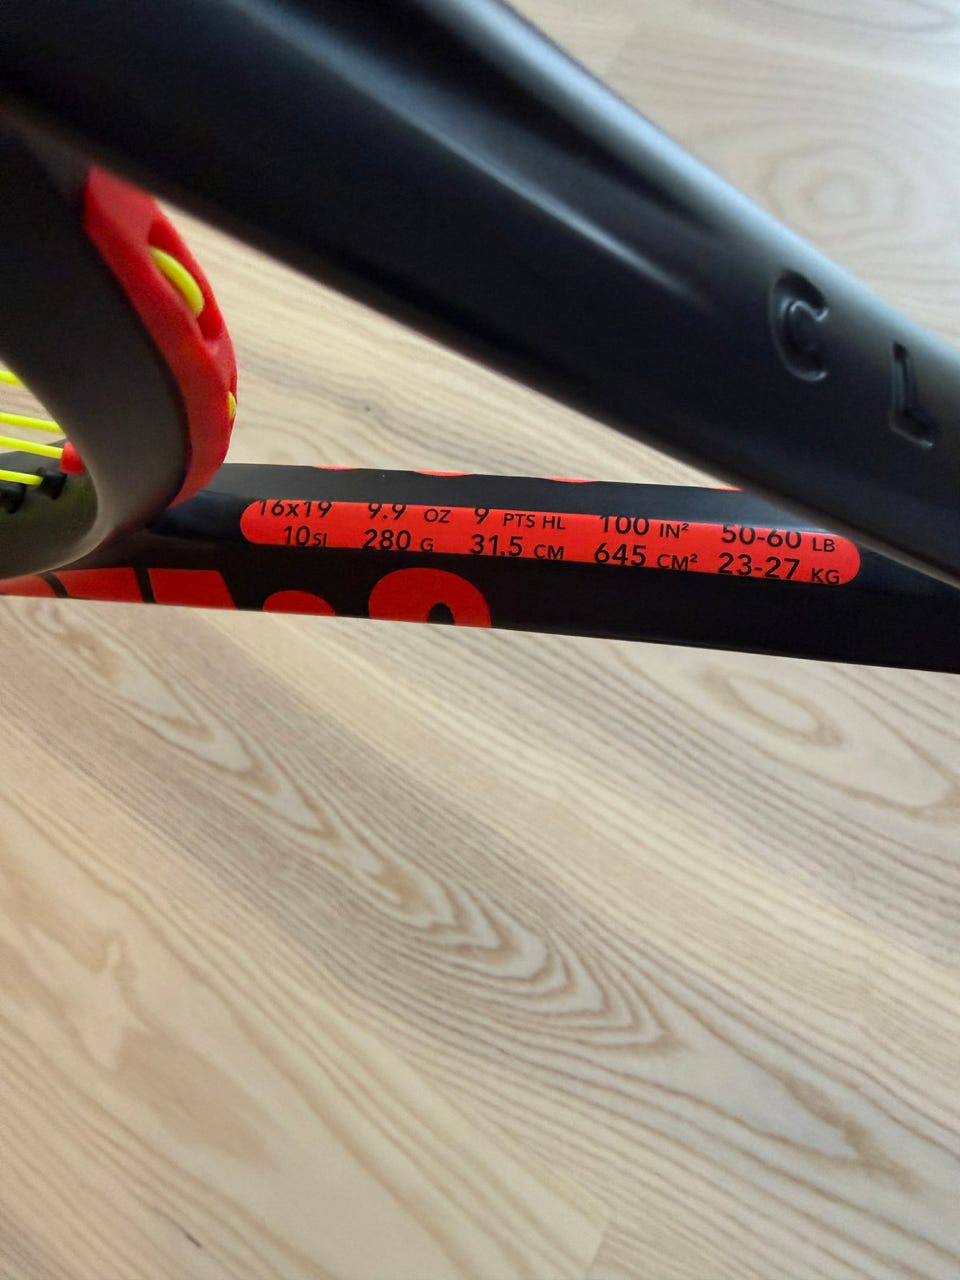 C L
16x19 9.9 OZ 9 PTS HL 100 IN² 50-60 LB
10SI 280 G 31.5 CM 645 CM² 23-27 KG